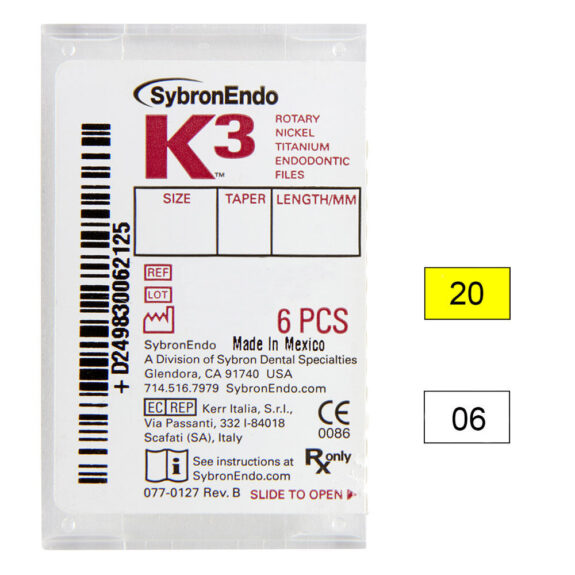 SybronEndo
K3™
ROTARY
NICKEL
TITANIUM
ENDODONTIC
FILES
SIZE TAPER LENGTH/MM
REF
LOT
6 PCS
SybronEndo Made In Mexico
A Division of Sybron Dental Specialties
Glendora, CA 91740 USA
714.516.7979 SybronEndo.com
EC REP Kerr Italia, S.r.l.,
Via Passanti, 332 I-84018
Scafati (SA), Italy
CE
0086
i See instructions at
SybronEndo.com
Rx only
077-0127 Rev. B SLIDE TO OPEN
+D249830062125
20
06